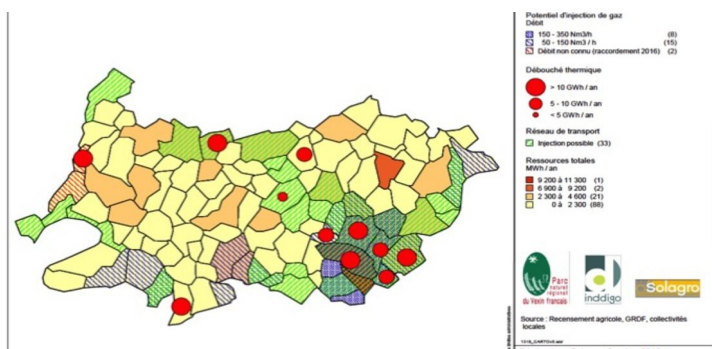 Potentiel d'injection de gaz
Débit
150 - 350 Nm3/h (8)
50 - 150 Nm3 / h (15)
Débit non connu (raccordement 2016) (2)
Débouché thermique
> 10 GWh / an
5 - 10 GWh / an
< 5 GWh / an
Réseau de transport
Injection possible (33)
Ressources totales
MWh / an
9 200 à 11 300 (1)
6 900 à 9 200 (2)
2 300 à 4 600 (21)
0 à 2 300 (88)
Parc
naturel
régional
du Vexin français
inddigo
Solagro
Source : Recensement agricole, GRDF, collectivités
locales